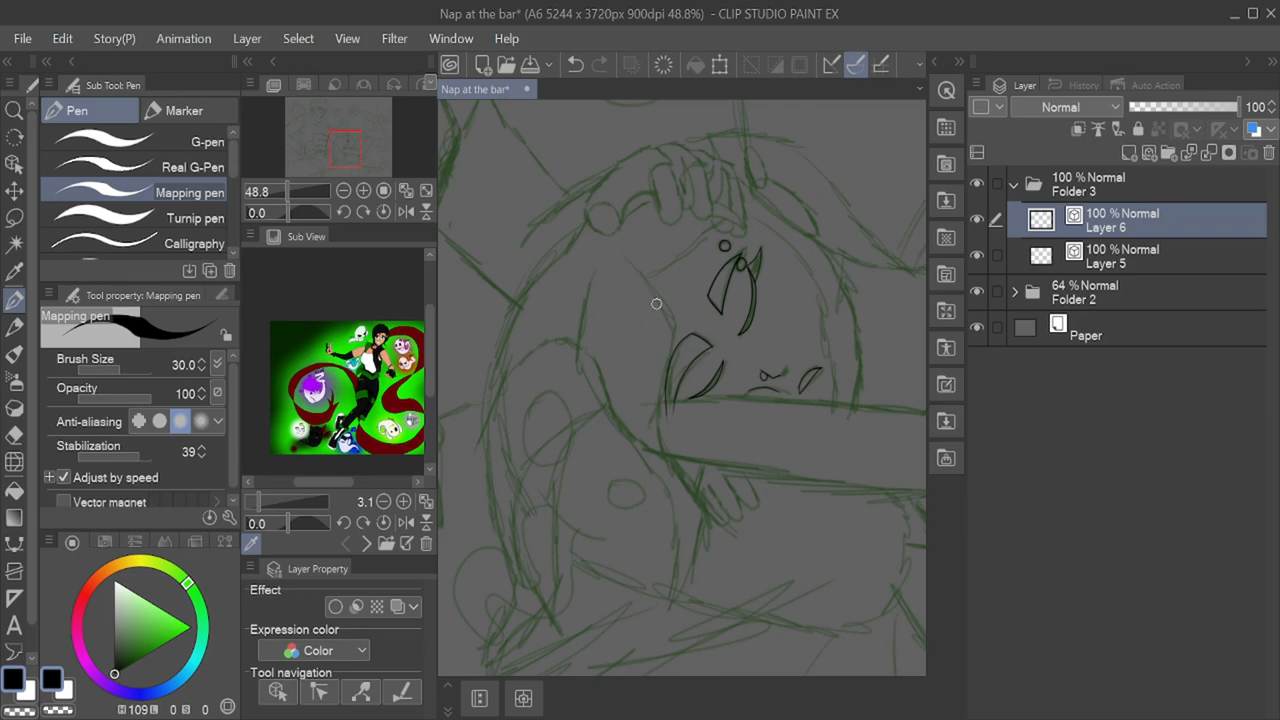 Nap at the bar* (A6 5244 x 3720px 900dpi 48.8%)  - CLIP STUDIO PAINT EX
File Edit Story(P) Animation Layer Select View Filter Window Help
Sub Tool: Pen
Pen Marker
G-pen
Real G-Pen
Mapping pen
Turnip pen
Calligraphy
Tool property: Mapping pen
Mapping pen
Brush Size 30.0
Opacity 100
Anti-aliasing
Stabilization 39
Adjust by speed
Vector magnet
H 109 L 0 S 0
48.8
0.0
Sub View
3.1
0.0
Layer Property
Effect
Expression color
Color
Tool navigation
Nap at the bar*
Layer History Auto Action
Normal 100
100 % Normal
Folder 3
100 % Normal
Layer 6
100 % Normal
Layer 5
64 % Normal
Folder 2
Paper